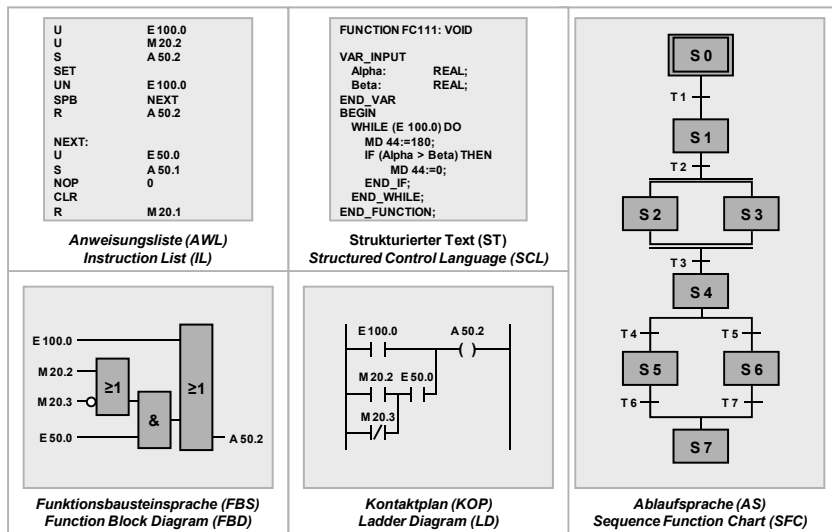 U E 100.0
U M 20.2
S A 50.2
SET
UN E 100.0
SPB NEXT
R A 50.2
NEXT:
U E 50.0
S A 50.1
NOP 0
CLR
R M 20.1
Anweisungsliste (AWL)
Instruction List (IL)
FUNCTION FC111: VOID
VAR_INPUT
Alpha: REAL;
Beta: REAL;
END_VAR
BEGIN
WHILE (E 100.0) DO
MD 44:=180;
IF (Alpha > Beta) THEN
MD 44:=0;
END_IF;
END_WHILE;
END_FUNCTION;
Strukturierter Text (ST)
Structured Control Language (SCL)
E 100.0
M 20.2
M 20.3
E 50.0
≥1
&
≥1
A 50.2
Funktionsbausteinsprache (FBS)
Function Block Diagram (FBD)
E 100.0 A 50.2
M 20.2 E 50.0
M 20.3
Kontaktplan (KOP)
Ladder Diagram (LD)
S 0
T 1
S 1
T 2
S 2 S 3
T 3
S 4
T 4 T 5
S 5 S 6
T 6 T 7
S 7
Ablaufsprache (AS)
Sequence Function Chart (SFC)